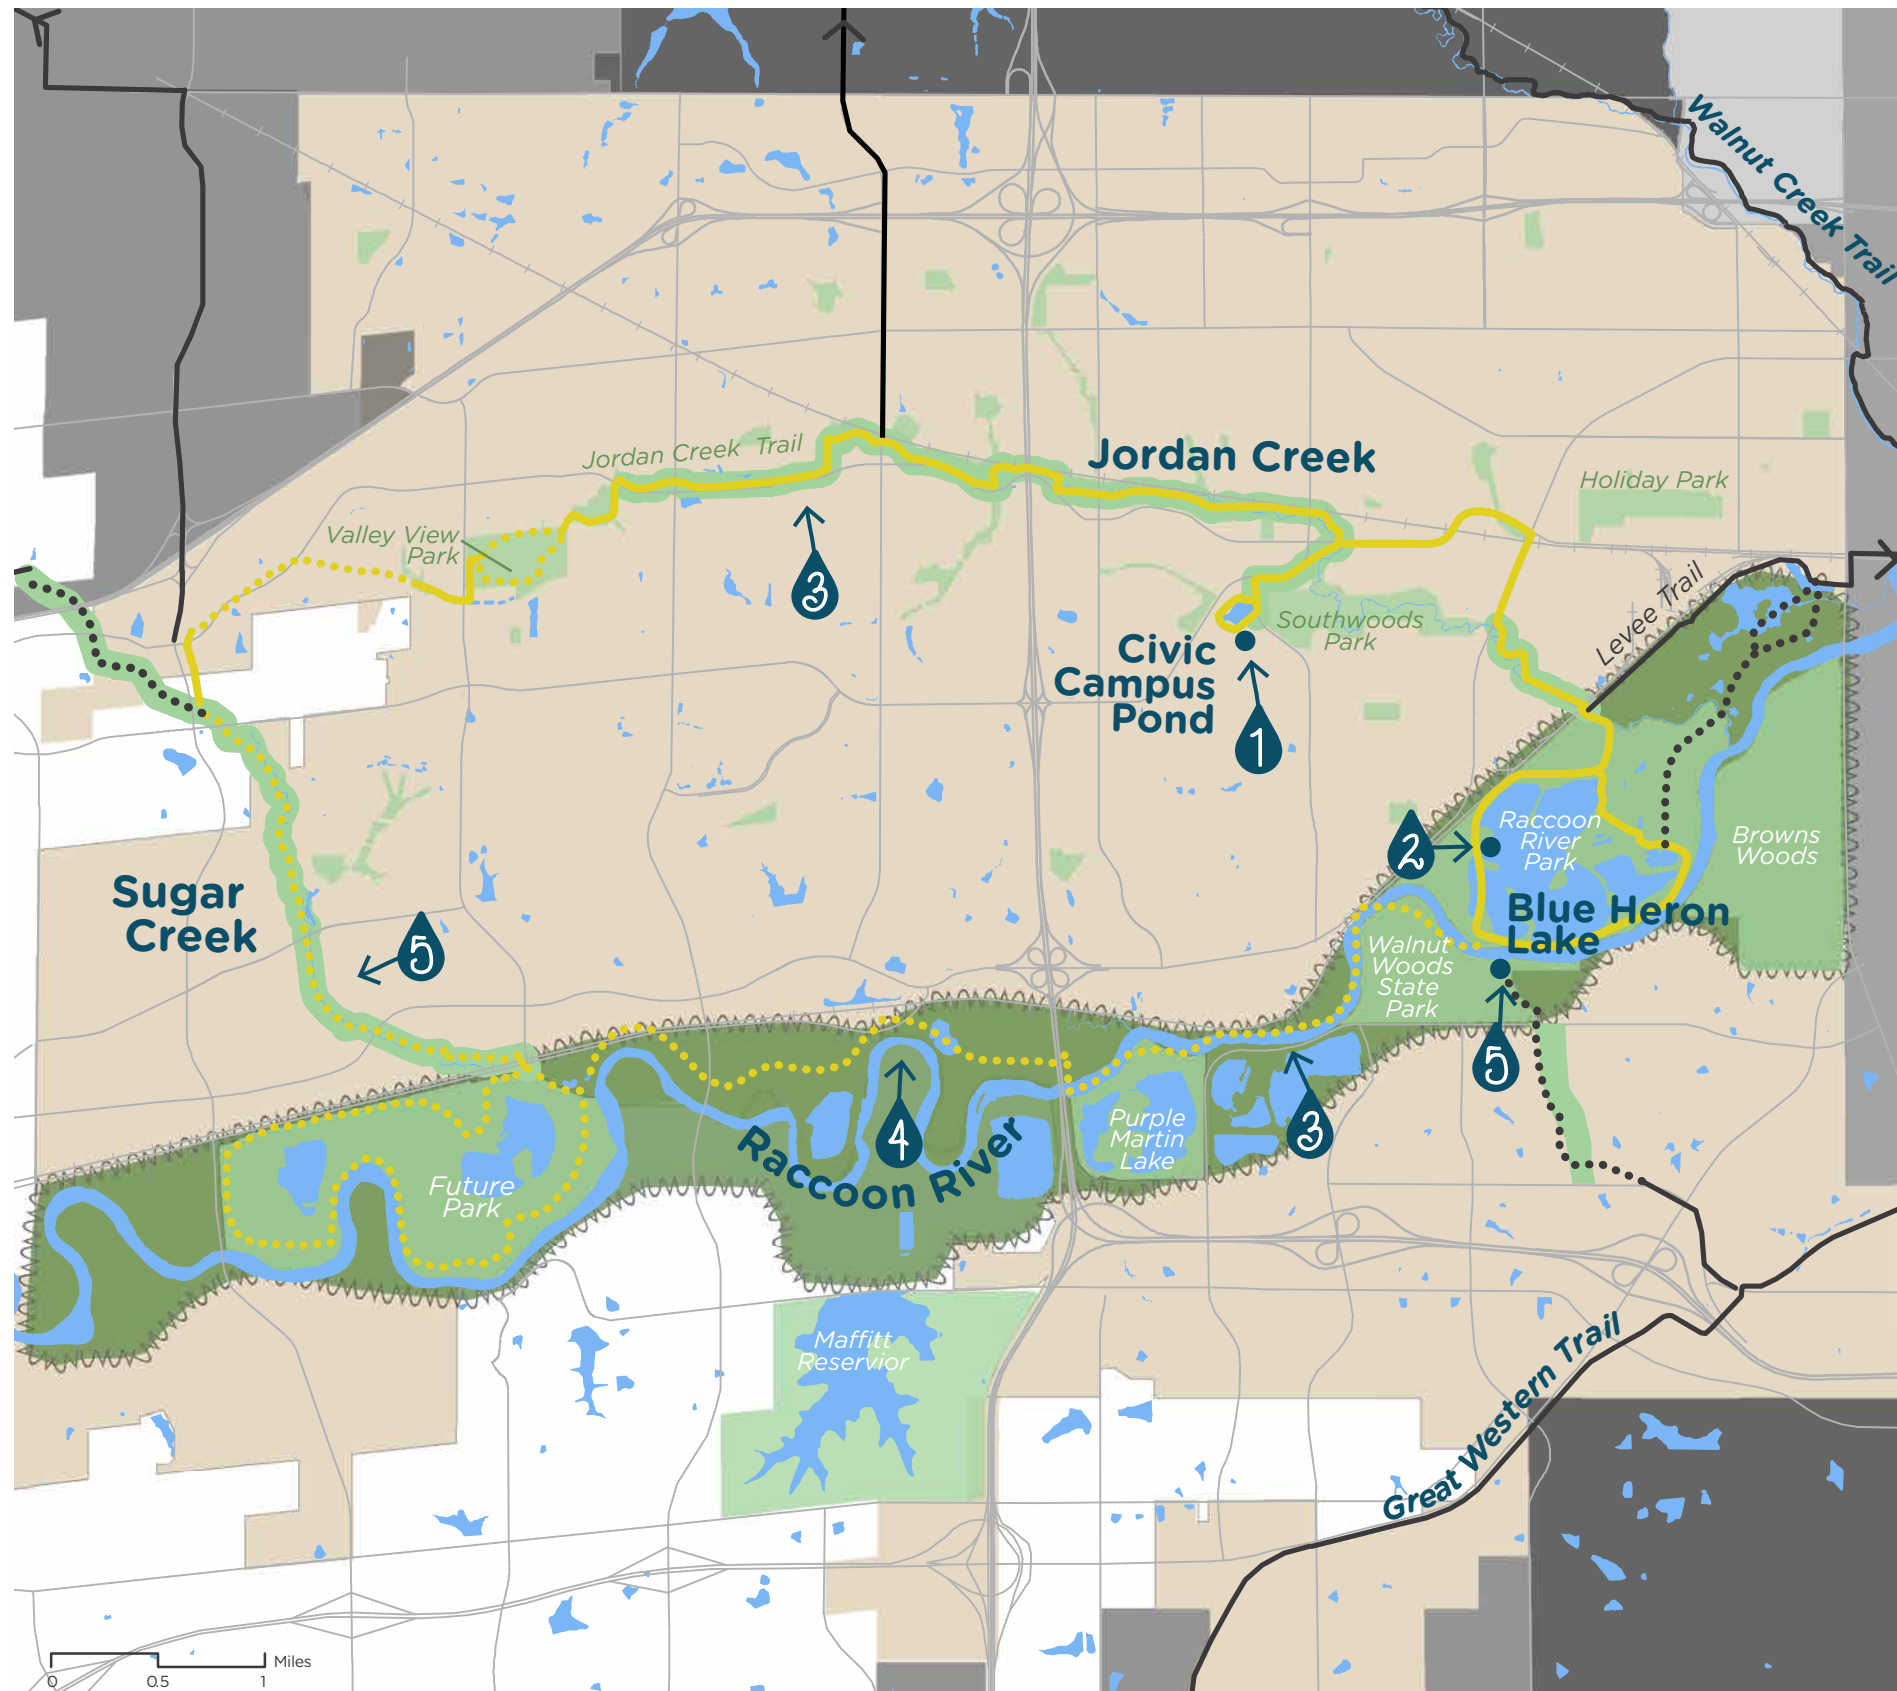 Walnut Creek Trail
Jordan Creek Trail
Jordan Creek
Holiday Park
Valley View
Park
3
Levee Trail
Southwoods
Park
Civic
Campus
Pond
1
Raccoon
River
Park
2
Browns
Woods
Sugar
Creek
5
Blue Heron
Lake
Walnut
Woods
State
Park
5
Purple
Martin
Lake
3
4
Raccoon River
Future
Park
Maffitt
Reservior
Great Western Trail
Miles
0 0.5 1